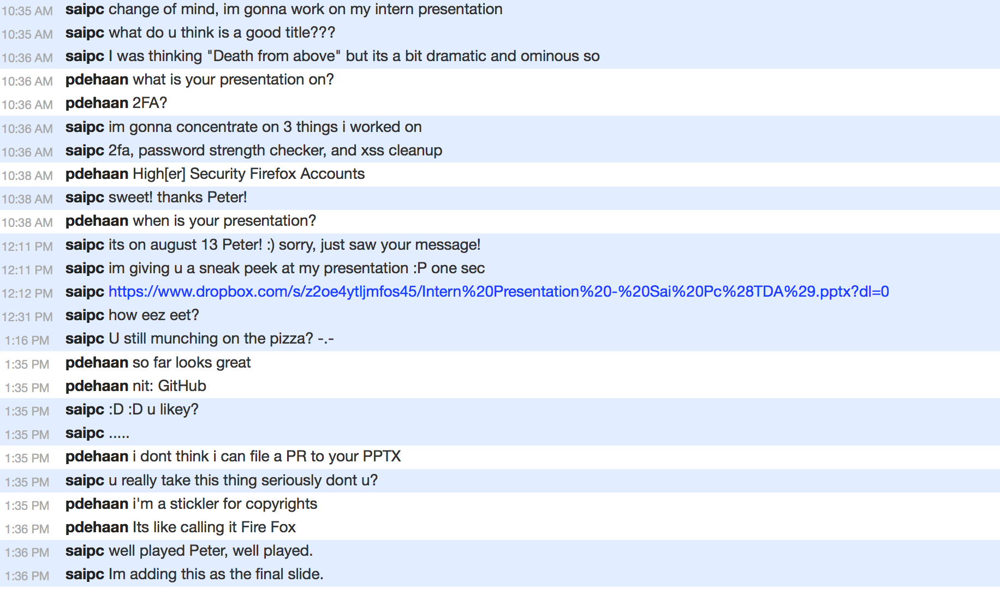 10:35 AM saipc change of mind, im gonna work on my intern presentation
10:35 AM saipc what do u think is a good title???
10:36 AM saipc I was thinking "Death from above" but its a bit dramatic and ominous so
10:36 AM pdehaan what is your presentation on?
10:36 AM pdehaan 2FA?
10:36 AM saipc im gonna concentrate on 3 things i worked on
10:36 AM saipc 2fa, password strength checker, and xss cleanup
10:38 AM pdehaan High[er] Security Firefox Accounts
10:38 AM saipc sweet! thanks Peter!
10:38 AM pdehaan when is your presentation?
12:11 PM saipc its on august 13 Peter! :) sorry, just saw your message!
12:11 PM saipc im giving u a sneak peek at my presentation :P one sec
12:12 PM saipc https://www.dropbox.com/s/z2oe4ytljmfos45/Intern%20Presentation%20-%20Sai%20Pc%28TDA%29.pptx?dl=0
12:31 PM saipc how eez eet?
1:16 PM saipc U still munching on the pizza? -.-
1:35 PM pdehaan so far looks great
1:35 PM pdehaan nit: GitHub
1:35 PM saipc :D :D u likey?
1:35 PM saipc .....
1:35 PM pdehaan i dont think i can file a PR to your PPTX
1:35 PM saipc u really take this thing seriously dont u?
1:35 PM pdehaan i'm a stickler for copyrights
1:36 PM pdehaan Its like calling it Fire Fox
1:36 PM saipc well played Peter, well played.
1:36 PM saipc Im adding this as the final slide.